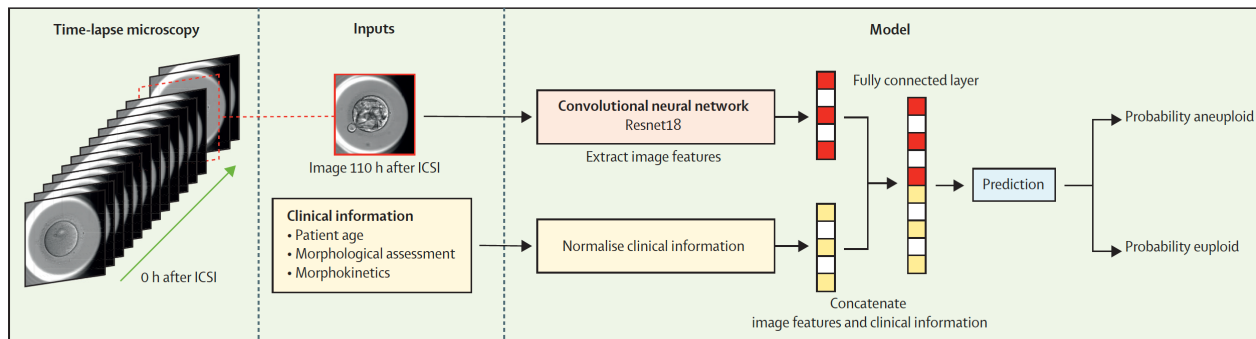 Time-lapse microscopy
0 h after ICSI
Inputs
Image 110 h after ICSI
Clinical information
• Patient age
• Morphological assessment
• Morphokinetics
Model
Convolutional neural network
Resnet18
Extract image features
Normalise clinical information
Fully connected layer
Concatenate
image features and clinical information
Prediction
Probability aneuploid
Probability euploid